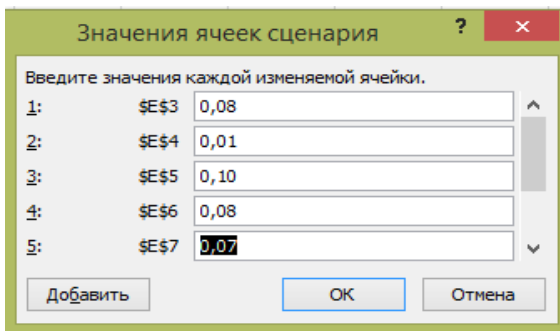 Значения ячеек сценария ? ×
Введите значения каждой изменяемой ячейки.
1: $E$3 0,08
2: $E$4 0,01
3: $E$5 0,10
4: $E$6 0,08
5: $E$7 0,07
Добавить ОК Отмена